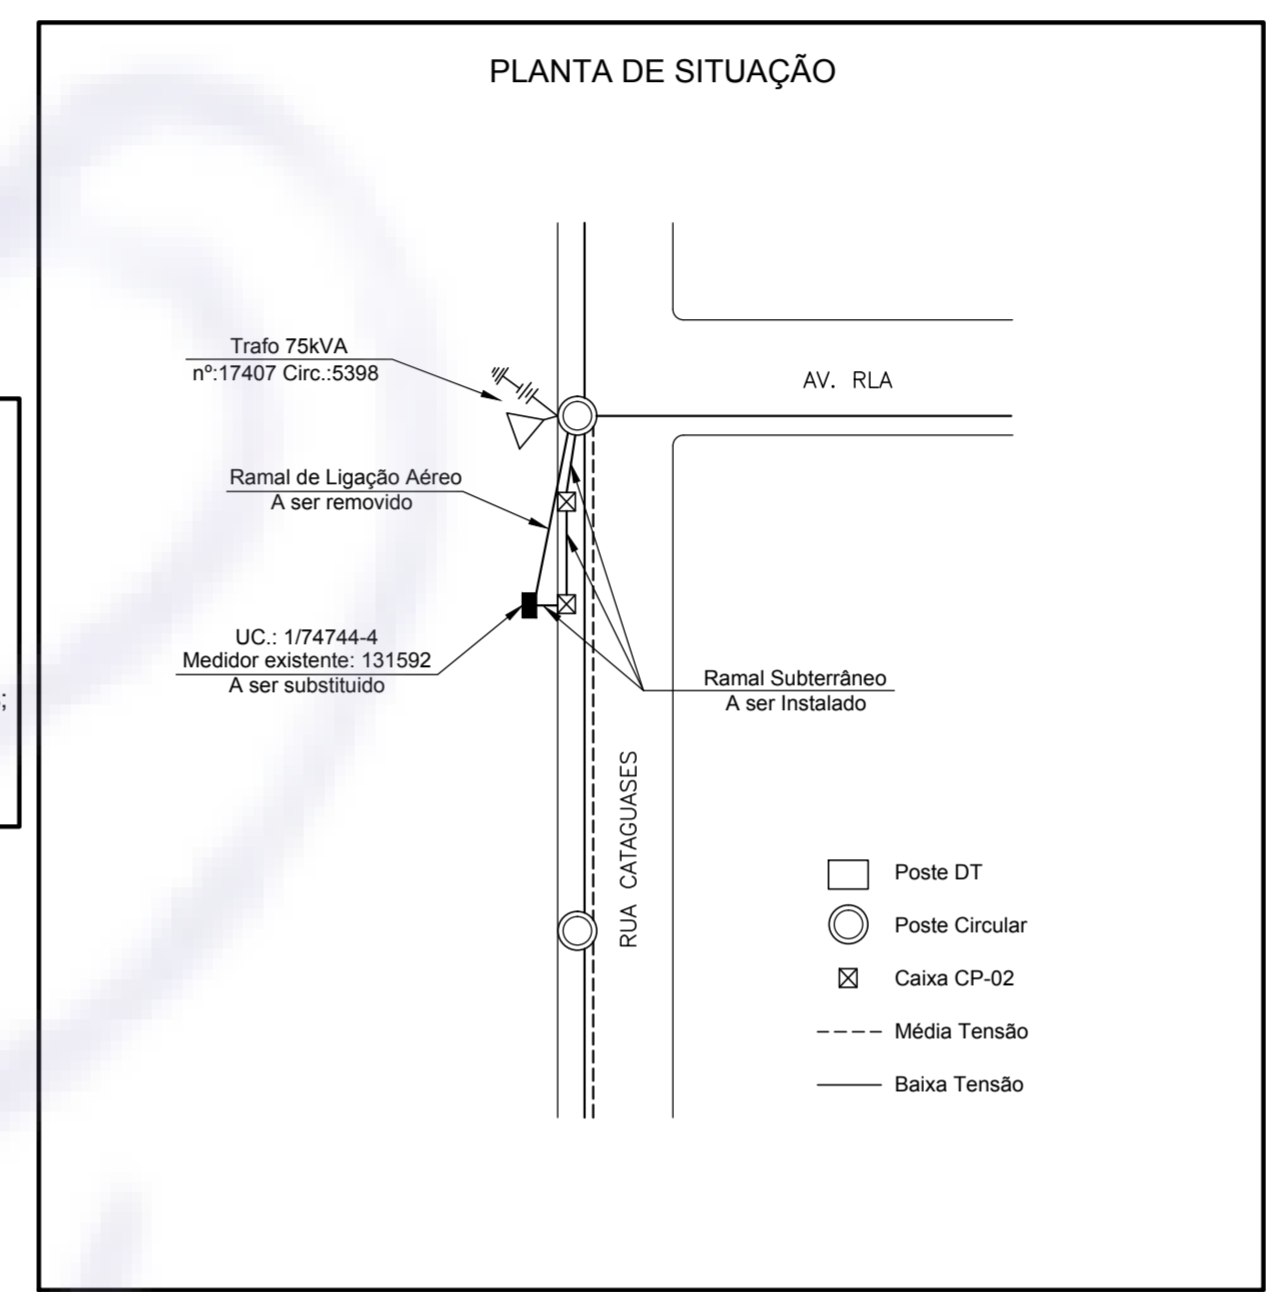 PLANTA DE SITUAÇÃO
Trafo 75kVA
nº:17407 Circ.:5398
AV. RLA
Ramal de Ligação Aéreo
A ser removido
UC.: 1/74744-4
Medidor existente: 131592
A ser substituido
Ramal Subterrâneo
A ser Instalado
;
RUA CATAGUASES
Poste DT
Poste Circular
Caixa CP-02
Média Tensão
Baixa Tensão